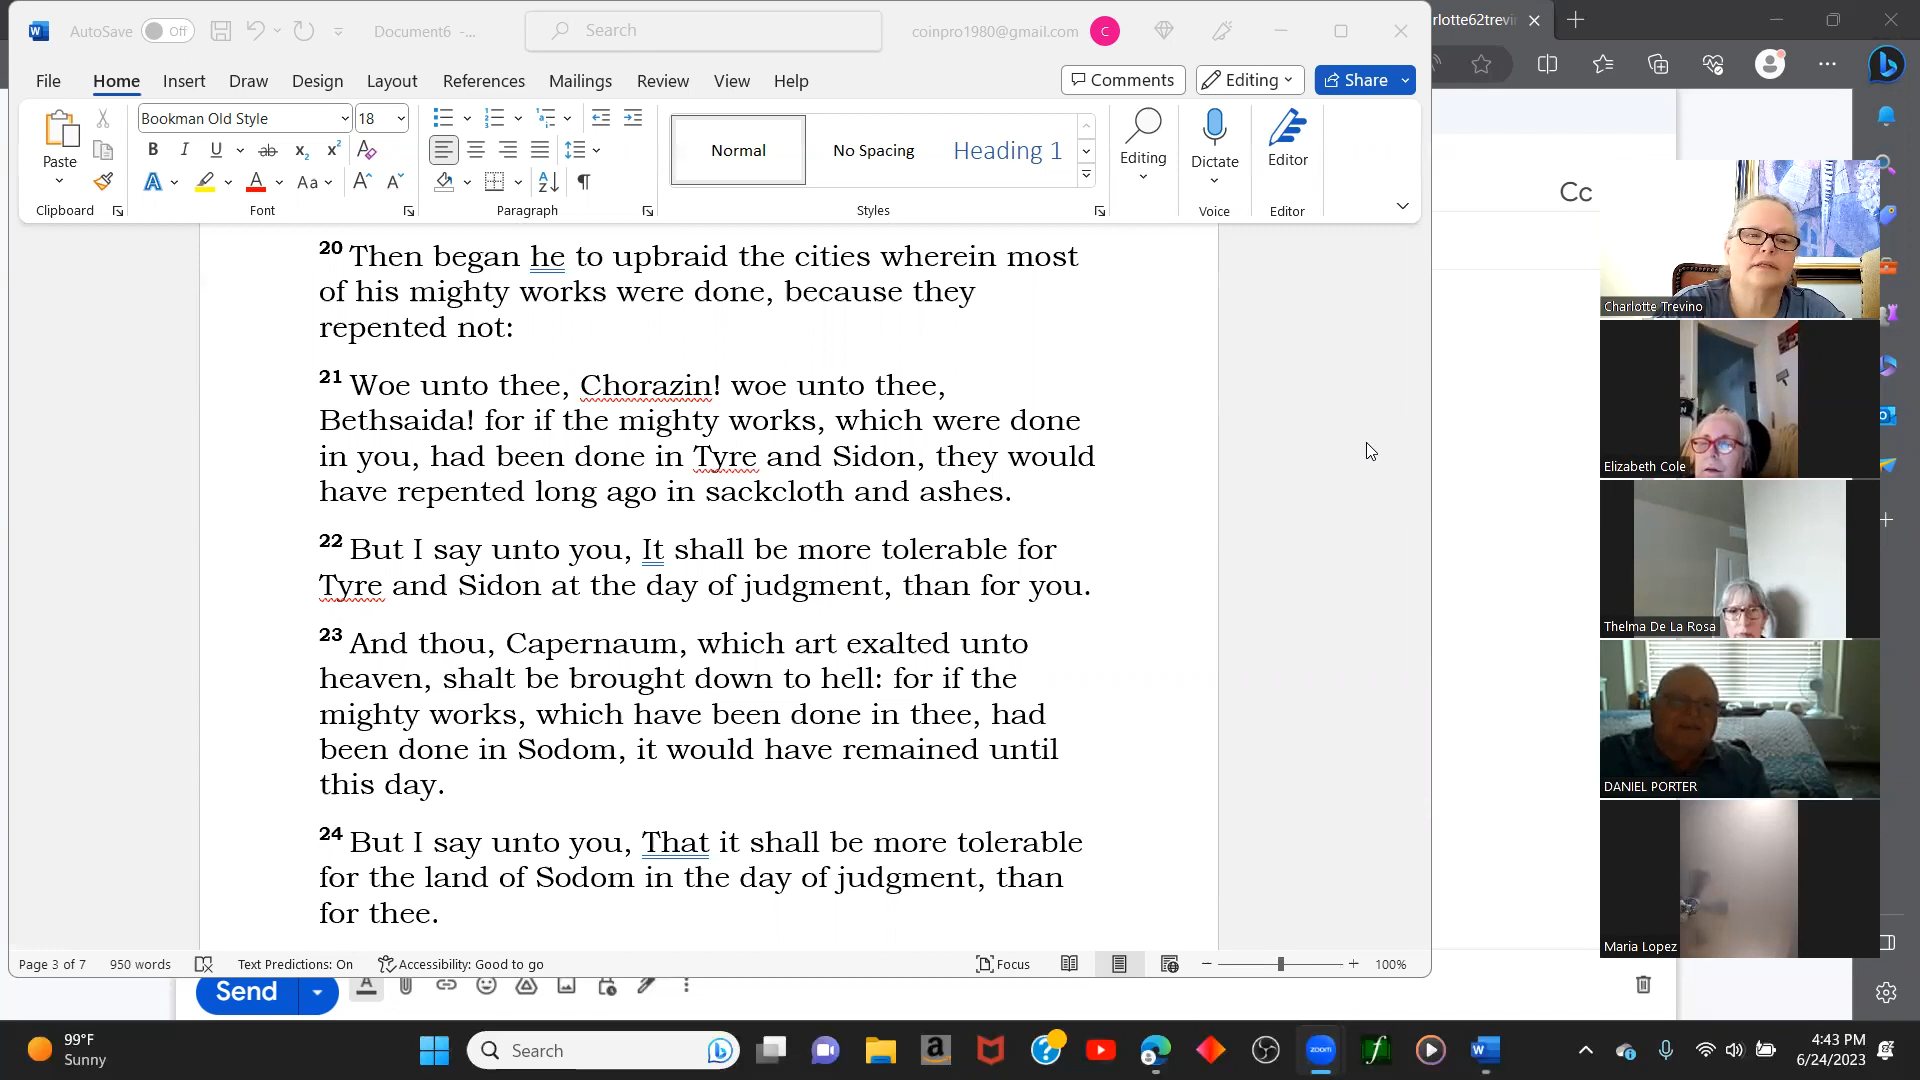 AutoSave Off Document6 -... Search coinpro1980@gmail.com C
rlotte62trevi
File Home Insert Draw Design Layout References Mailings Review View Help Comments Editing Share
Bookman Old Style 18
Paste
Normal No Spacing Heading 1
Editing Dictate Editor
Clipboard Font Paragraph Styles Voice Editor
Cc
20 Then began he to upbraid the cities wherein most
of his mighty works were done, because they
repented not:
21 Woe unto thee, Chorazin! woe unto thee,
Bethsaida! for if the mighty works, which were done
in you, had been done in Tyre and Sidon, they would
have repented long ago in sackcloth and ashes.
22 But I say unto you, It shall be more tolerable for
Tyre and Sidon at the day of judgment, than for you.
23 And thou, Capernaum, which art exalted unto
heaven, shalt be brought down to hell: for if the
mighty works, which have been done in thee, had
been done in Sodom, it would have remained until
this day.
24 But I say unto you, That it shall be more tolerable
for the land of Sodom in the day of judgment, than
for thee.
Charlotte Trevino
Elizabeth Cole
Thelma De La Rosa
DANIEL PORTER
Maria Lopez
Page 3 of 7 950 words Text Predictions: On Accessibility: Good to go Focus 100%
Send
99°F
Sunny
Search
zoom
4:43 PM
6/24/2023